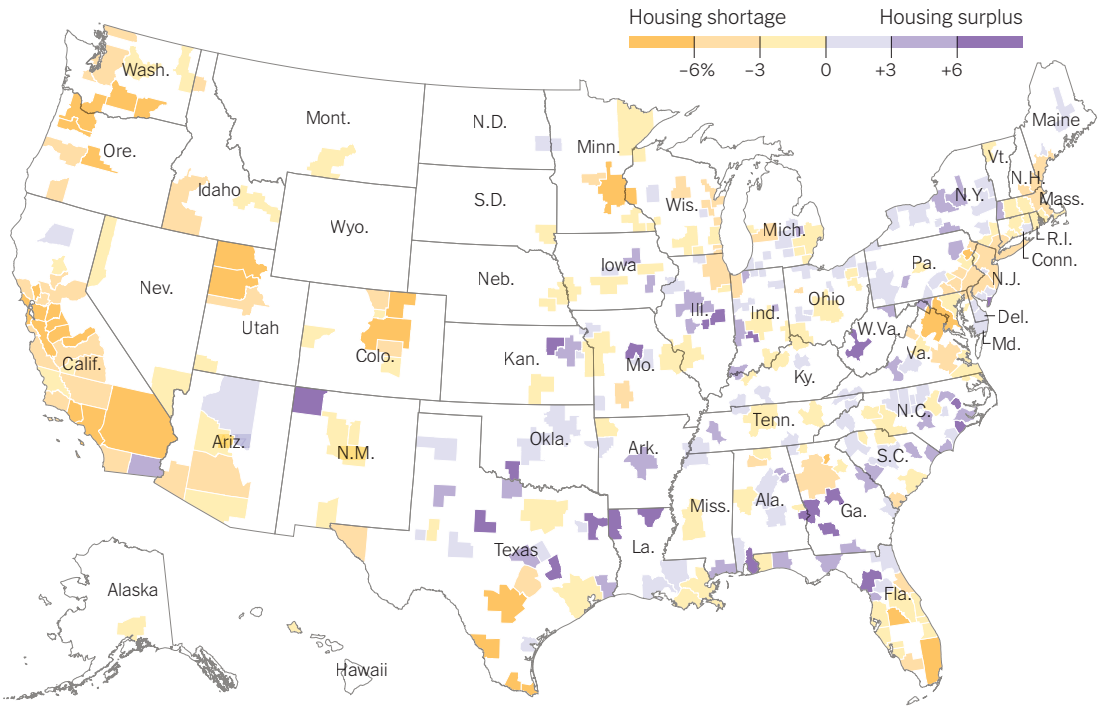 Housing shortage Housing surplus
−6% −3 0 +3 +6
Wash.
Mont.
N.D.
Minn.
Maine
Ore.
Idaho
S.D.
Wis.
Mich.
Vt.
N.H.
N.Y.
Mass.
R.I.
Conn.
Wyo.
Iowa
Pa.
N.J.
Nev.
Neb.
Ill.
Ind.
Ohio
Del.
Md.
Utah
Colo.
Kan.
Mo.
W.Va.
Va.
Calif.
Ky.
Ariz.
N.M.
Okla.
Ark.
Tenn.
N.C.
S.C.
Texas
La.
Miss.
Ala.
Ga.
Alaska
Fla.
Hawaii